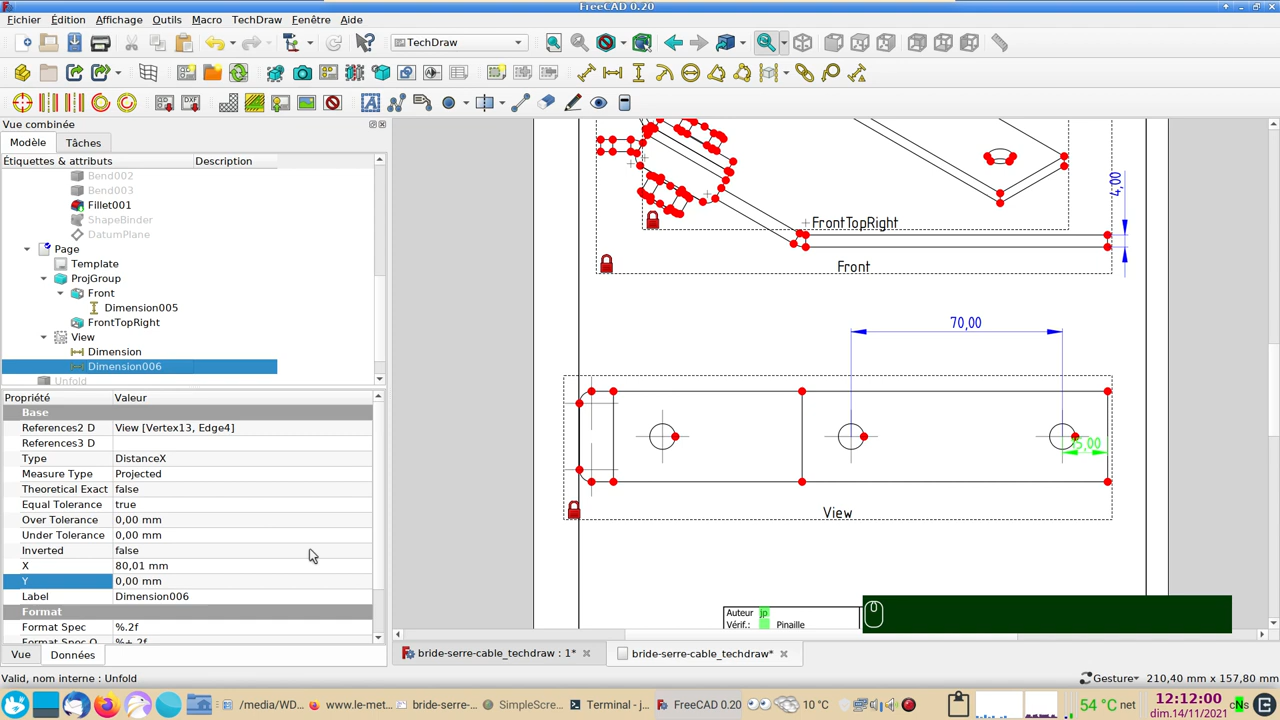 FreeCAD 0.20
Fichier Édition Affichage Outils Macro TechDraw Fenêtre Aide
TechDraw
Vue combinée
Modèle Tâches
Étiquettes & attributs Description
Bend002
Bend003
Fillet001
ShapeBinder
DatumPlane
Page
Template
ProjGroup
Front
Dimension005
FrontTopRight
View
Dimension
Dimension006
Unfold
Propriété Valeur
Base
References2 D View [Vertex13, Edge4]
References3 D
Type DistanceX
Measure Type Projected
Theoretical Exact false
Equal Tolerance true
Over Tolerance 0,00 mm
Under Tolerance 0,00 mm
Inverted false
X 80,01 mm
Y 0,00 mm
Label Dimension006
Format
Format Spec %.2f
Vue Données
4,00
FrontTopRight
Front
70,00
View
Auteur jp
Vérif.: Pinaille
bride-serre-cable_techdraw : 1*
bride-serre-cable_techdraw*
Valid, nom interne : Unfold
Gesture 210,40 mm x 157,80 mm
/media/WD...
www.le-met...
bride-serre-...
SimpleScre...
Terminal - j...
FreeCAD 0.20
10 °C
54 °C net
12:12:00
dim.14/11/2021